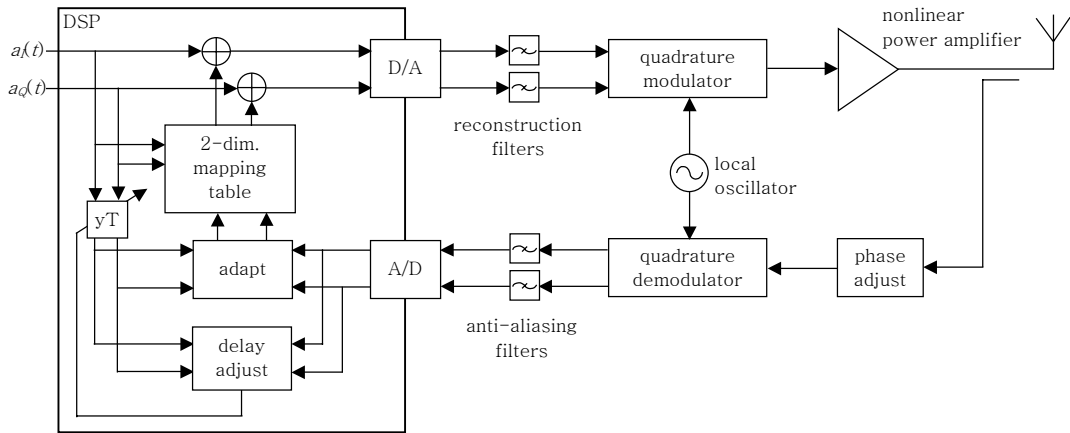 DSP
nonlinear
power amplifier
aI(t)
aQ(t)
D/A
quadrature
modulator
reconstruction
filters
2-dim.
mapping
table
local
oscillator
yT
adapt
A/D
quadrature
demodulator
phase
adjust
anti-aliasing
filters
delay
adjust